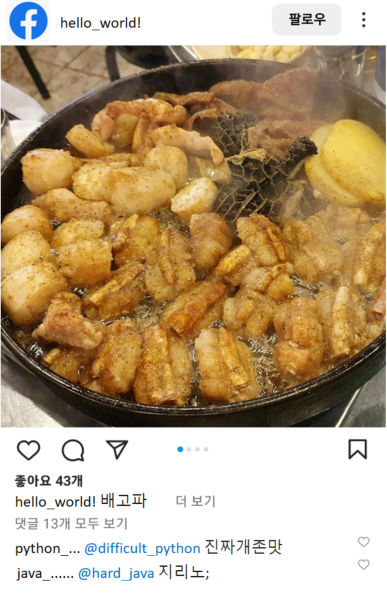 hello_world!
팔로우
좋아요 43개
hello_world! 배고파 더 보기
댓글 13개 모두 보기
python_... @difficult_python 진짜개존맛
java_...... @hard_java 지리노;